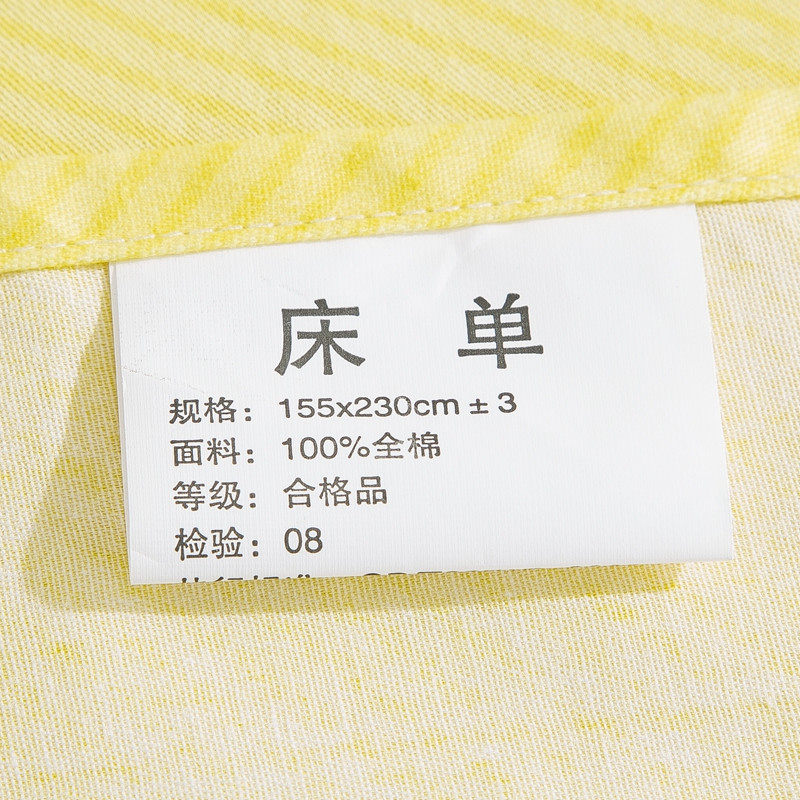 床 单
规格：155x230cm ± 3
面料：100%全棉
等级：合格品
检验：08